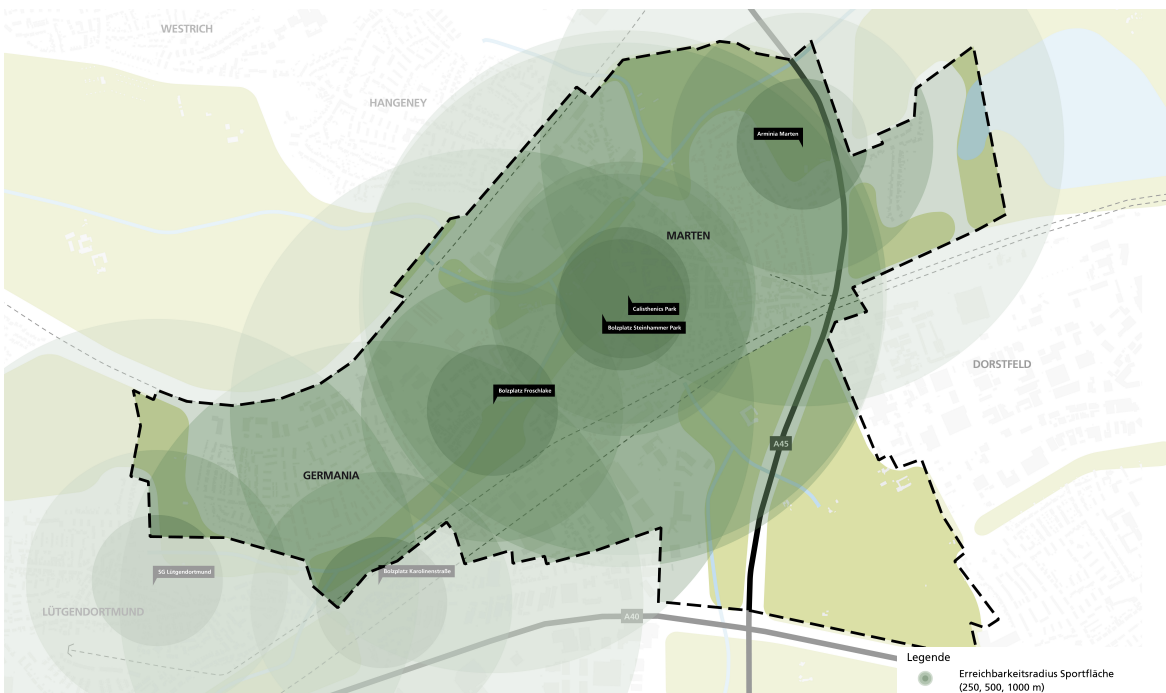 WESTRICH
HANGENEY
Arminia Marten
MARTEN
Calisthenics Park
Bolzplatz Steinhammer Park
DORSTFELD
Bolzplatz Froschlake
A45
GERMANIA
SG Lütgendortmund
Bolzplatz Karolinenstraße
LÜTGENDORTMUND
A40
Legende
Erreichbarkeitsradius Sportfläche
(250, 500, 1000 m)